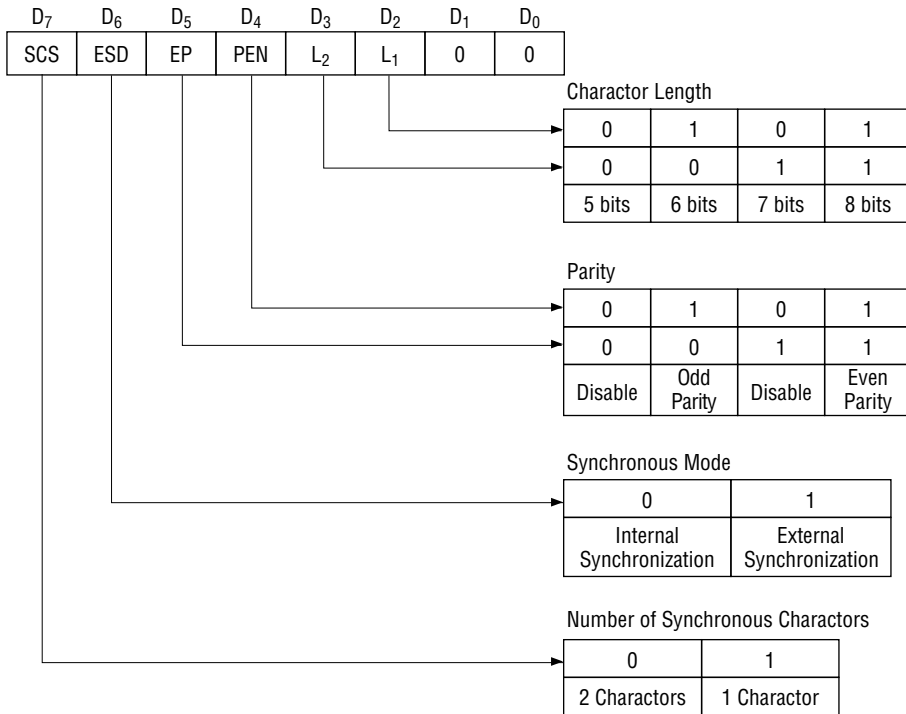 D7 D6 D5 D4 D3 D2 D1 D0
SCS ESD EP PEN L2 L1 0 0
Charactor Length
0 1 0 1
0 0 1 1
5 bits 6 bits 7 bits 8 bits
Parity
0 1 0 1
0 0 1 1
Disable Odd Parity Disable Even Parity
Synchronous Mode
0 1
Internal Synchronization External Synchronization
Number of Synchronous Charactors
0 1
2 Charactors 1 Charactor